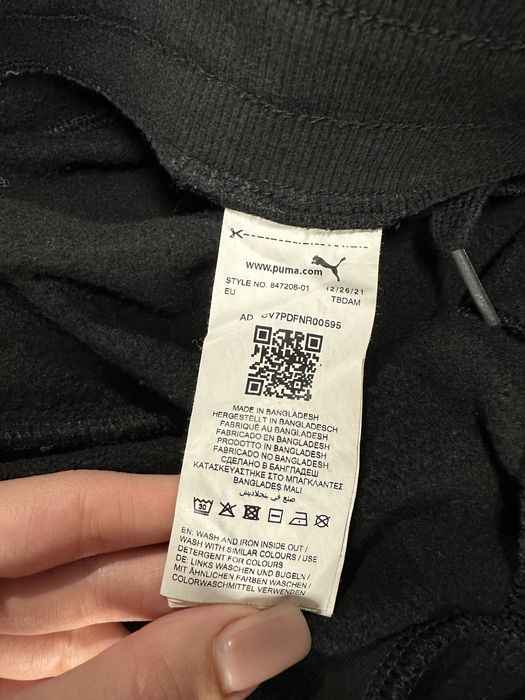 www.puma.com
STYLE NO. 847206-01 12/26/21
EU TBDAM
AD CV7PDFNR00595
MADE IN BANGLADESH
HERGESTELLT IN BANGLADESCH
FABRIQUÉ AU BANGLADESH
FABRICADO EN BANGLADESH
PRODOTTO IN BANGLADESH
FABRICADO NO BANGLADESH
СДЕЛАНО В БАНГЛАДЕШ
ΚΑΤΑΣΚΕΥΑΣΤΗΚΕ ΣΤΟ ΜΠΑΓΚΛΑΝΤΕΣ
BANGLADES MALI
صنع في بنجلاديش
30
EN: WASH AND IRON INSIDE OUT /
WASH WITH SIMILAR COLOURS / USE
DETERGENT FOR COLOURS
DE: LINKS WASCHEN UND BUGELN /
MIT ÄHNLICHEN FARBEN WASCHEN /
COLORWASCHMITTEL VERWENDEN